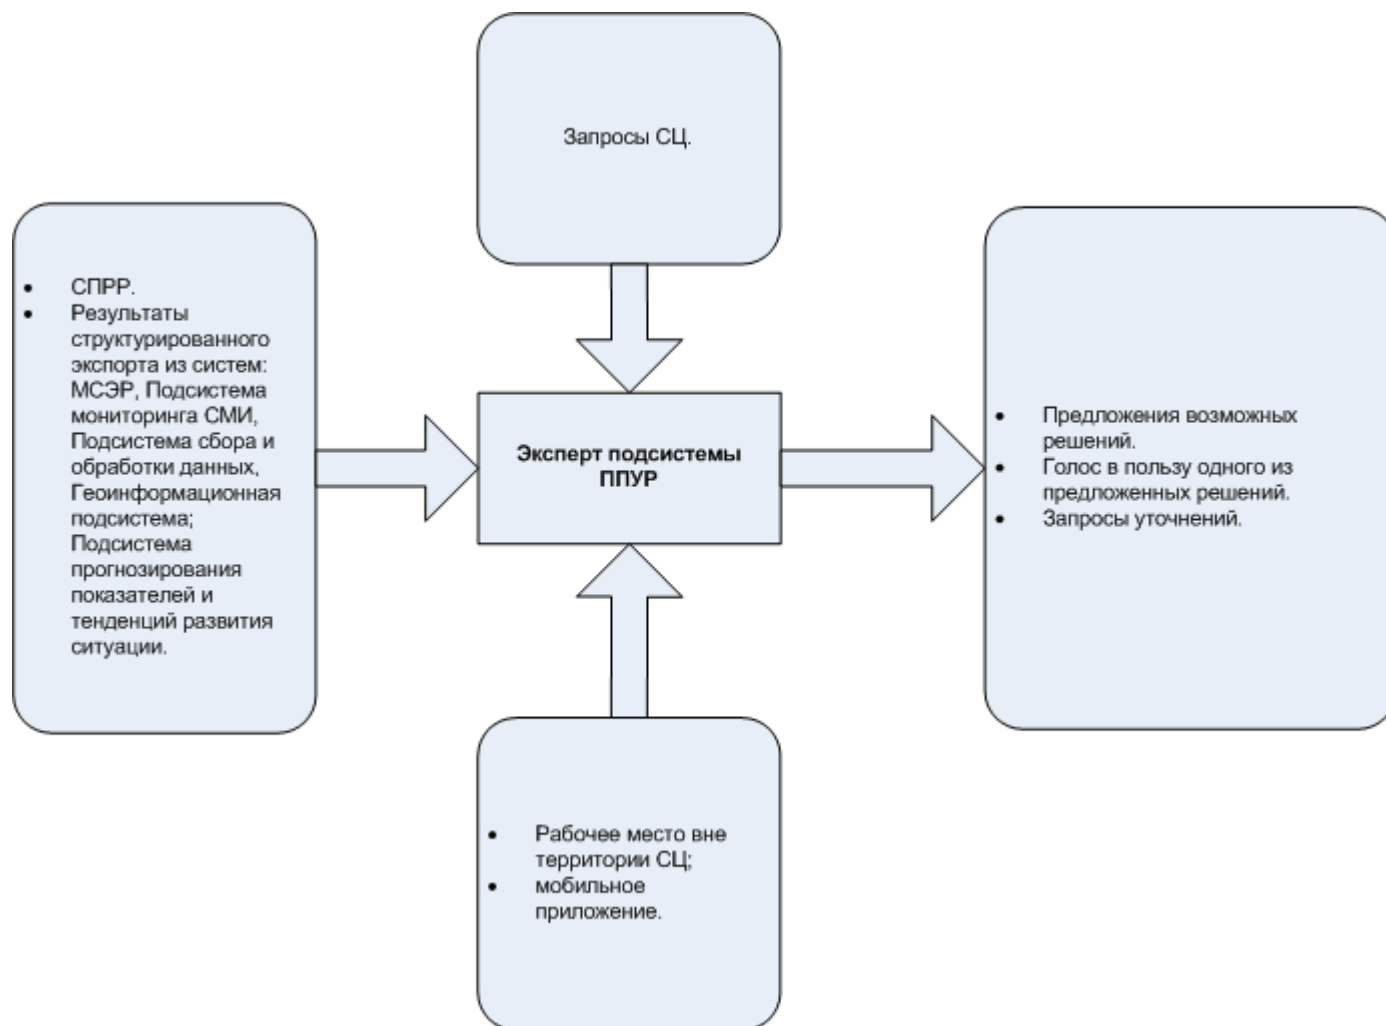 Запросы СЦ.
• СПРР.
• Результаты
структурированного
экспорта из систем:
МСЭР, Подсистема
мониторинга СМИ,
Подсистема сбора и
обработки данных,
Геоинформационная
подсистема;
Подсистема
прогнозирования
показателей и
тенденций развития
ситуации.
Эксперт подсистемы
ППУР
• Предложения возможных
решений.
• Голос в пользу одного из
предложенных решений.
• Запросы уточнений.
• Рабочее место вне
территории СЦ;
• мобильное
приложение.